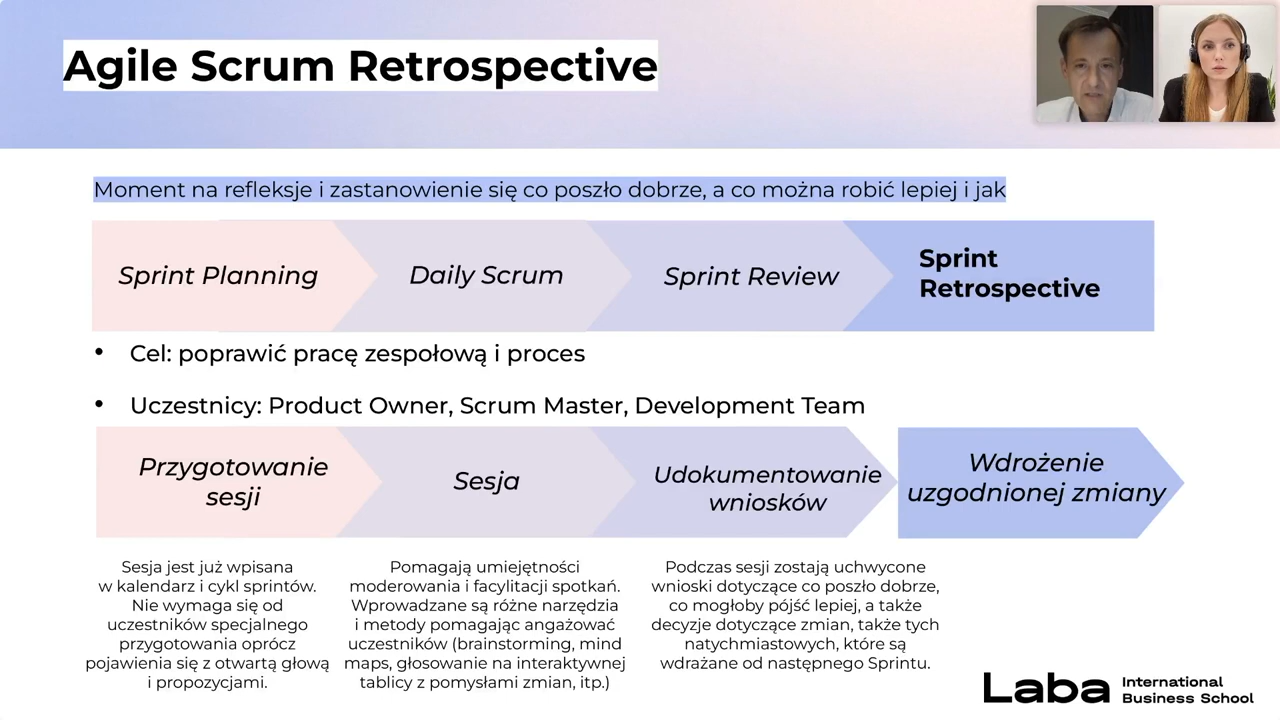 Agile Scrum Retrospective
Moment na refleksje i zastanowienie się co poszło dobrze, a co można robić lepiej i jak
Sprint Planning
Daily Scrum
Sprint Review
Sprint
Retrospective
• Cel: poprawić pracę zespołową i proces
• Uczestnicy: Product Owner, Scrum Master, Development Team
Przygotowanie
sesji
Sesja
Udokumentowanie
wniosków
Wdrożenie
uzgodnionej zmiany
Sesja jest już wpisana
w kalendarz i cykl sprintów.
Nie wymaga się od
uczestników specjalnego
przygotowania oprócz
pojawienia się z otwartą głową
i propozycjami.
Pomagają umiejętności
moderowania i facylitacji spotkań.
Wprowadzane są różne narzędzia
i metody pomagając angażować
uczestników (brainstorming, mind
maps, głosowanie na interaktywnej
tablicy z pomysłami zmian, itp.)
Podczas sesji zostają uchwycone
wnioski dotyczące co poszło dobrze,
co mogłoby pójść lepiej, a także
decyzje dotyczące zmian, także tych
natychmiastowych, które są
wdrażane od następnego Sprintu.
Laba
International
Business School